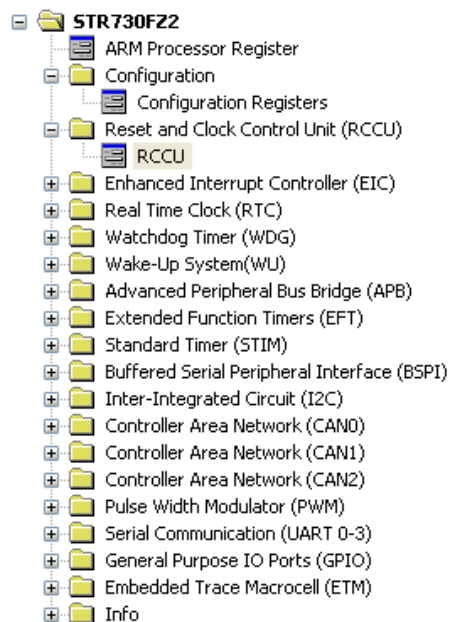 STR730FZ2
ARM Processor Register
Configuration
Configuration Registers
Reset and Clock Control Unit (RCCU)
RCCU
Enhanced Interrupt Controller (EIC)
Real Time Clock (RTC)
Watchdog Timer (WDG)
Wake-Up System(WU)
Advanced Peripheral Bus Bridge (APB)
Extended Function Timers (EFT)
Standard Timer (STIM)
Buffered Serial Peripheral Interface (BSPI)
Inter-Integrated Circuit (I2C)
Controller Area Network (CAN0)
Controller Area Network (CAN1)
Controller Area Network (CAN2)
Pulse Width Modulator (PWM)
Serial Communication (UART 0-3)
General Purpose IO Ports (GPIO)
Embedded Trace Macrocell (ETM)
Info